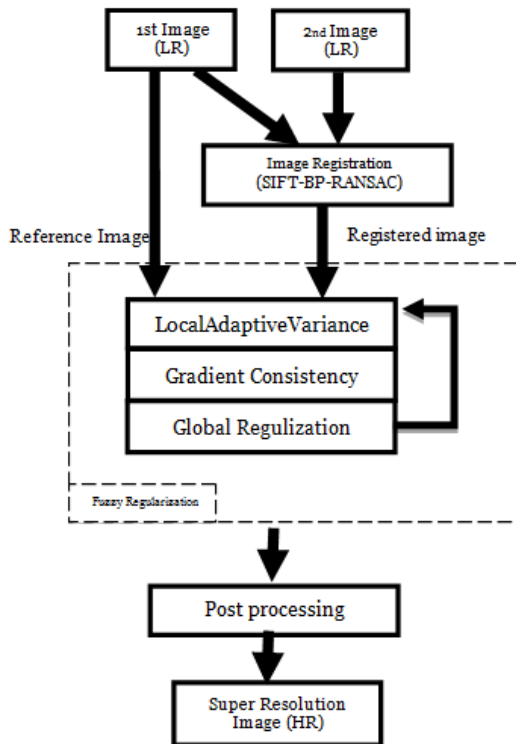 1st Image
(LR)
2nd Image
(LR)
Image Registration
(SIFT-BP-RANSAC)
Reference Image
Registered image
LocalAdaptiveVariance
Gradient Consistency
Global Regulization
Fuzzy Regularization
Post processing
Super Resolution
Image (HR)